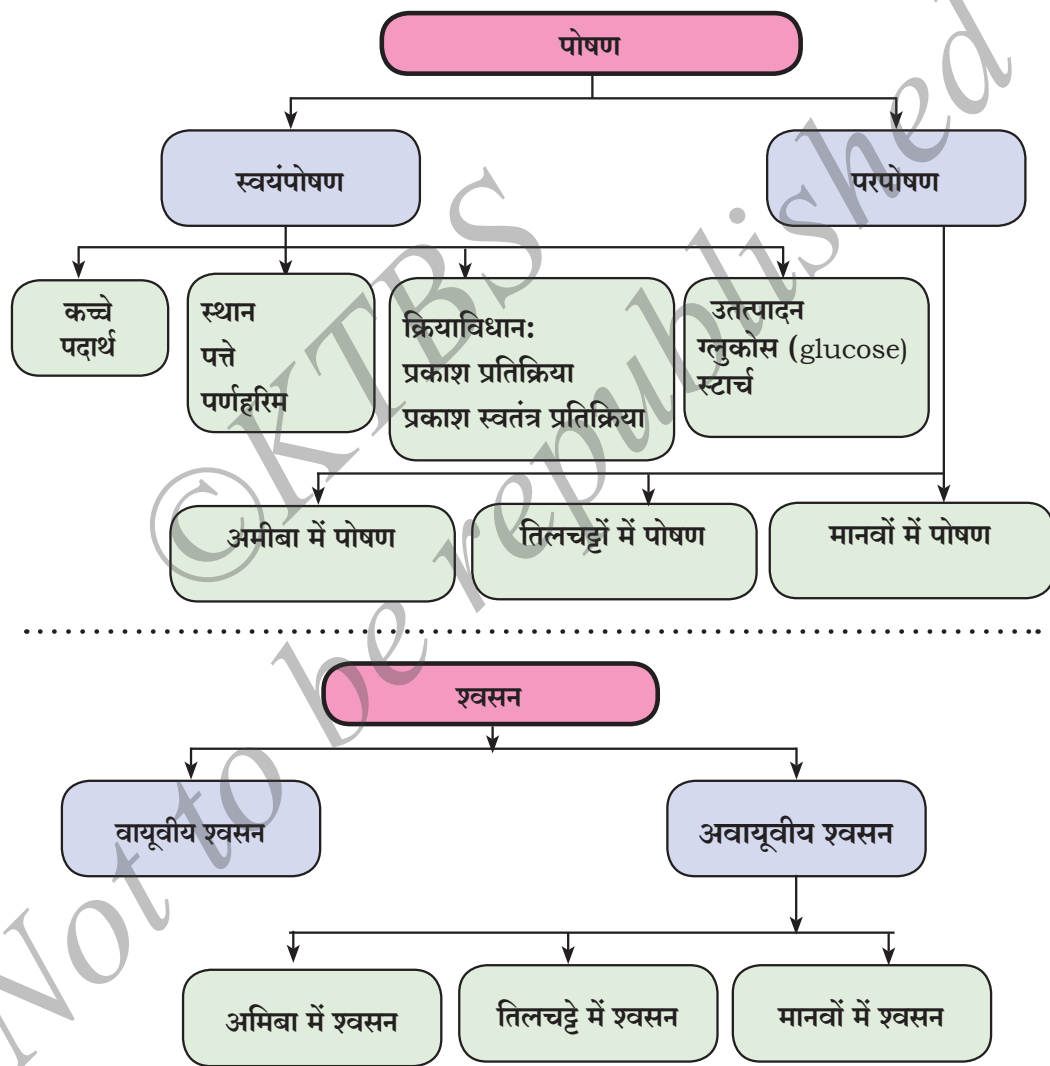 पोषण
स्वयंपोषण
परपोषण
कच्चे
पदार्थ
स्थान
पत्ते
पर्णहरिम
क्रियाविधान:
प्रकाश प्रतिक्रिया
प्रकाश स्वतंत्र प्रतिक्रिया
उतत्पादन
ग्लुकोस (glucose)
स्टार्च
अमीबा में पोषण
तिलचट्टों में पोषण
मानवों में पोषण
श्वसन
वायूवीय श्वसन
अवायूवीय श्वसन
अमिबा में श्वसन
तिलचट्टे में श्वसन
मानवों में श्वसन
©KTBS
Not to be republished